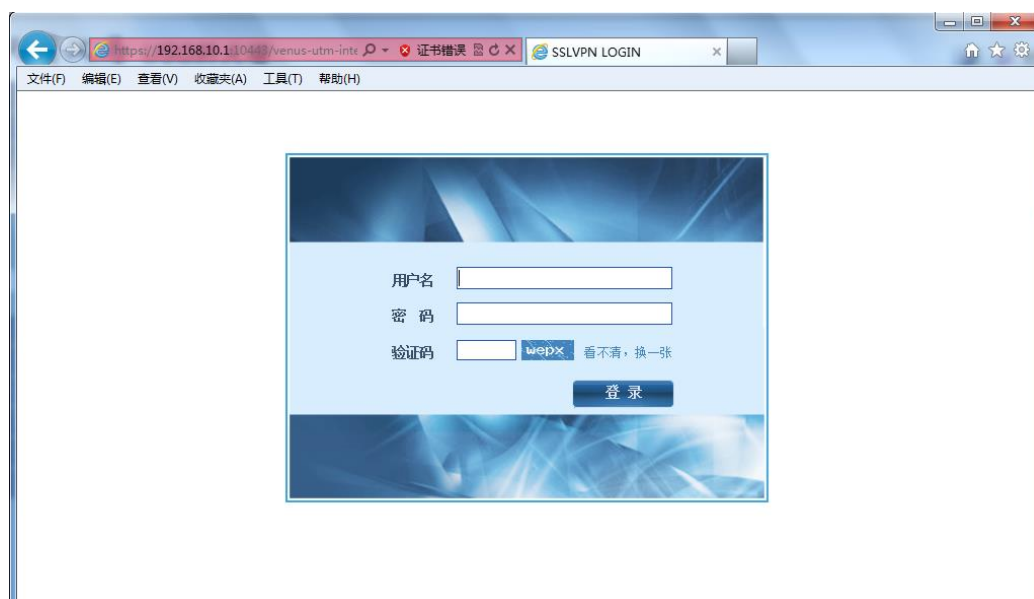 https://192.168.10.1:10443/venus-utm-inte
证书错误
SSLVPN LOGIN
文件(F) 编辑(E) 查看(V) 收藏夹(A) 工具(T) 帮助(H)
用户名
密 码
验证码 wepx 看不清，换一张
登 录